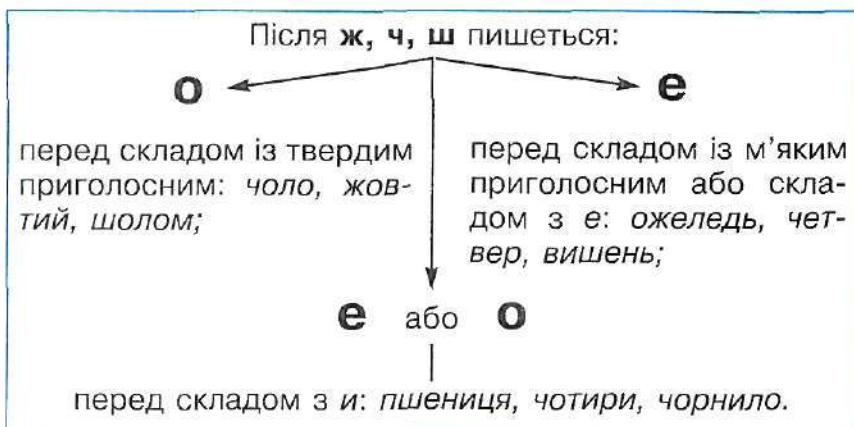 Після ж, ч, ш пишеться:
о
е
перед складом із твердим
приголосним: чоло, жов-
тий, шолом;
перед складом із м’яким
приголосним або скла-
дом з е: ожеледь, чет-
вер, вишень;
е або о
перед складом з и: пшениця, чотири, чорнило.